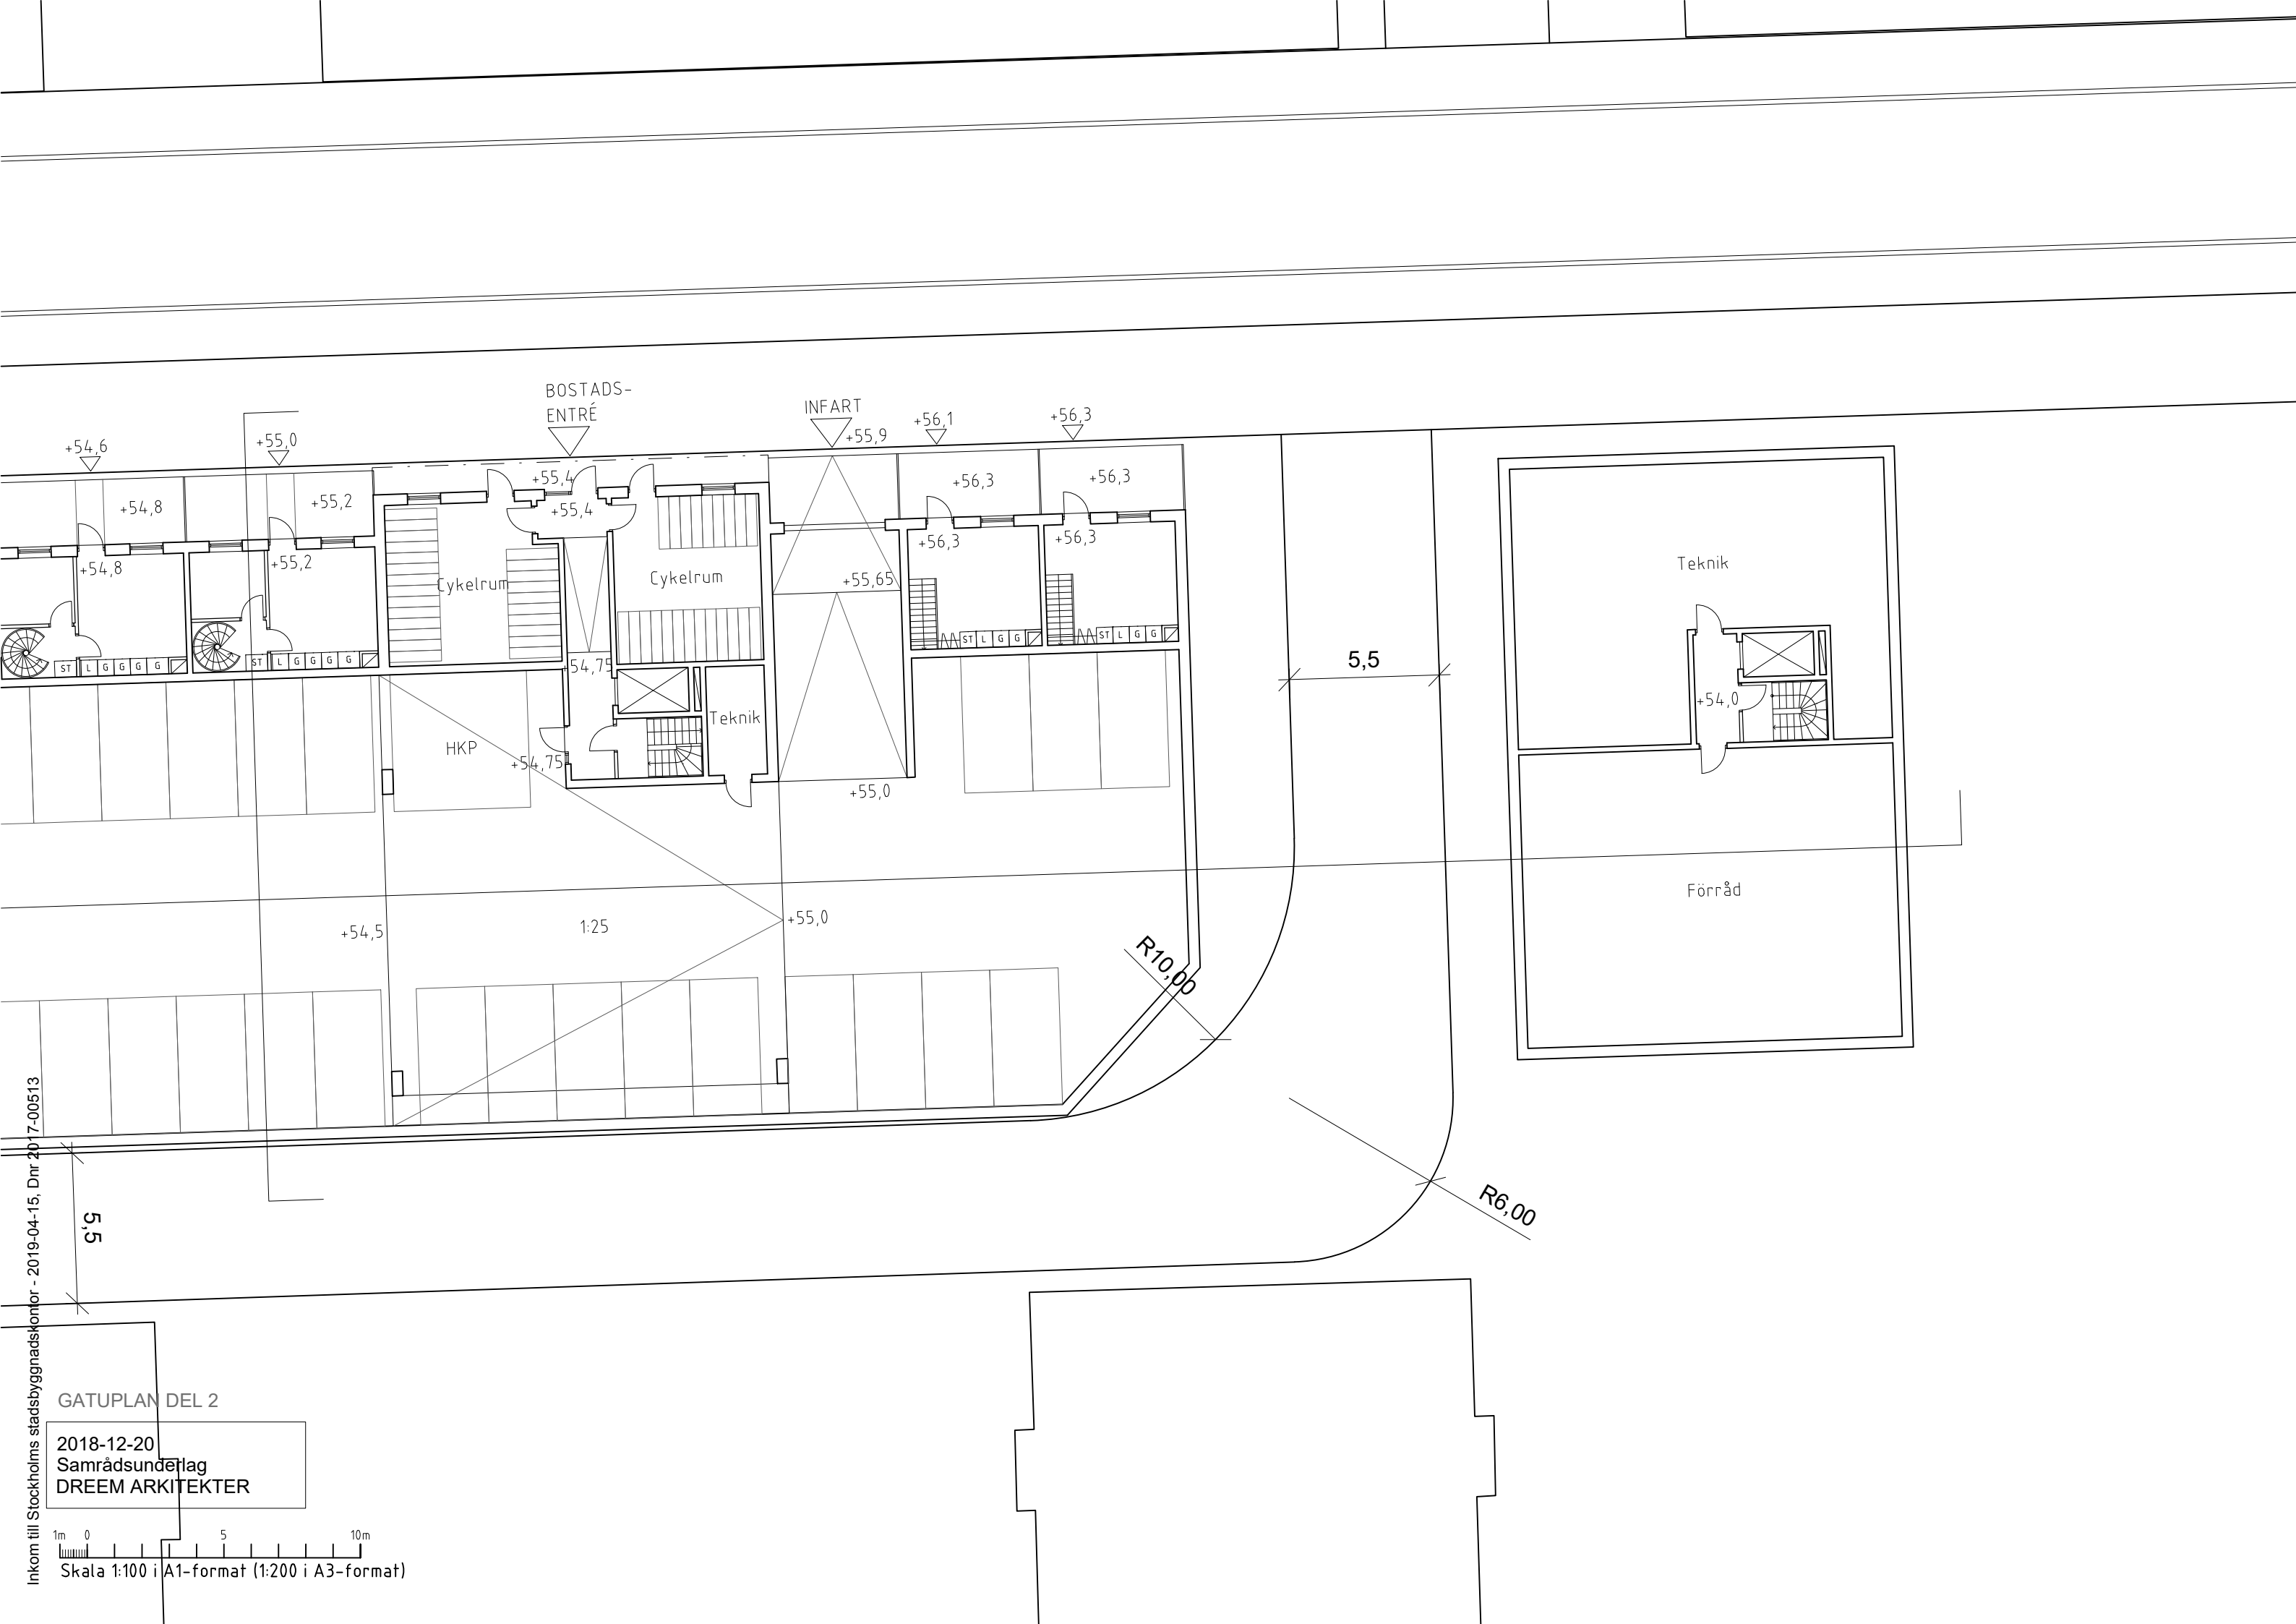 BOSTADS-
ENTRÉ
INFART
+54,6
+55,0
+55,9
+56,1
+56,3
+54,8
+55,2
+55,4
+55,4
+56,3
+56,3
+54,8
+55,2
+56,3
+56,3
Cykelrum
Cykelrum
+55,65
Teknik
ST L G G G G
ST L G G G G
ST L G G
ST L G G
+54,75
5,5
HKP
Teknik
+54,75
+55,0
+54,0
+54,5
1:25
+55,0
Förråd
R10,00
R6,00
5,5
Inkom till Stockholms stadsbyggnadskontor - 2019-04-15, Dnr 2017-00513
GATUPLAN DEL 2
2018-12-20
Samrådsunderlag
DREEM ARKITEKTER
1m 0 5 10m
Skala 1:100 i A1-format (1:200 i A3-format)